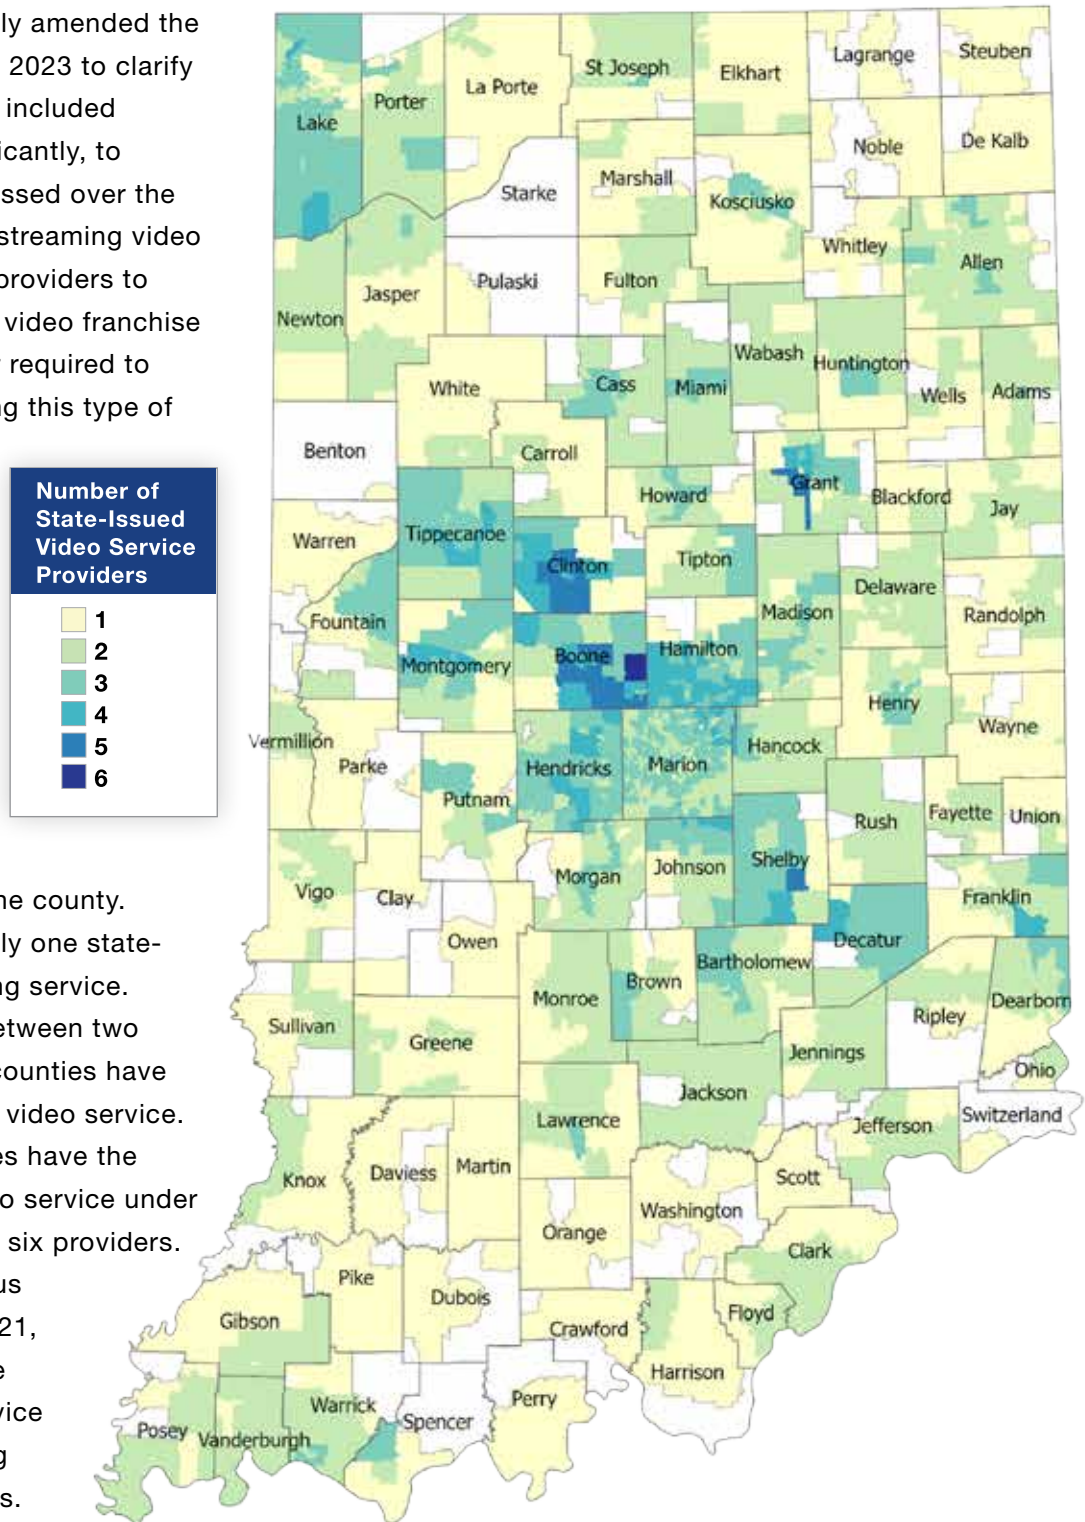 ly amended the
2023 to clarify
included
icantly, to
ssed over the
streaming video
providers to
video franchise
r required to
ng this type of
Number of
State-Issued
Video Service
Providers
1
2
3
4
5
6
ne county.
ly one state-
ng service.
etween two
counties have
video service.
es have the
o service under
six providers.
us
21,
e
vice
g
s.
Lake
Porter
La Porte
St Joseph
Elkhart
Lagrange
Steuben
Noble
De Kalb
Starke
Marshall
Kosciusko
Whitley
Allen
Newton
Jasper
Pulaski
Fulton
Wabash
Huntington
White
Cass
Miami
Wells
Adams
Benton
Carroll
Howard
Grant
Blackford
Jay
Warren
Tippecanoe
Clinton
Tipton
Delaware
Randolph
Fountain
Montgomery
Boone
Hamilton
Madison
Henry
Wayne
Vermillion
Parke
Putnam
Hendricks
Marion
Hancock
Rush
Fayette
Union
Vigo
Clay
Morgan
Johnson
Shelby
Franklin
Owen
Decatur
Monroe
Brown
Bartholomew
Dearborn
Sullivan
Greene
Jennings
Ripley
Ohio
Lawrence
Jackson
Jefferson
Switzerland
Knox
Daviess
Martin
Scott
Orange
Washington
Clark
Pike
Dubois
Gibson
Crawford
Floyd
Harrison
Posey
Vanderburgh
Warrick
Spencer
Perry